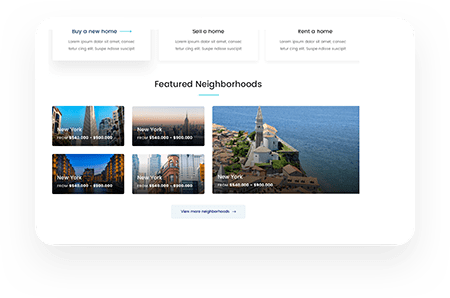 Buy a new home
Sell a home
Rent a home
Lorem ipsum dolor sit amet, consec
tetur cing elit. Suspe ndisse suscipit
Lorem ipsum dolor sit amet, consec
tetur cing elit. Suspe ndisse suscipit
Lorem ipsum dolor sit amet, consec
tetur cing elit. Suspe ndisse suscipit
Featured Neighborhoods
New York
FROM $540.000 - $900.000
New York
FROM $540.000 - $900.000
New York
FROM $540.000 - $900.000
New York
FROM $540.000 - $900.000
New York
FROM $540.000 - $900.000
View more neighborhoods